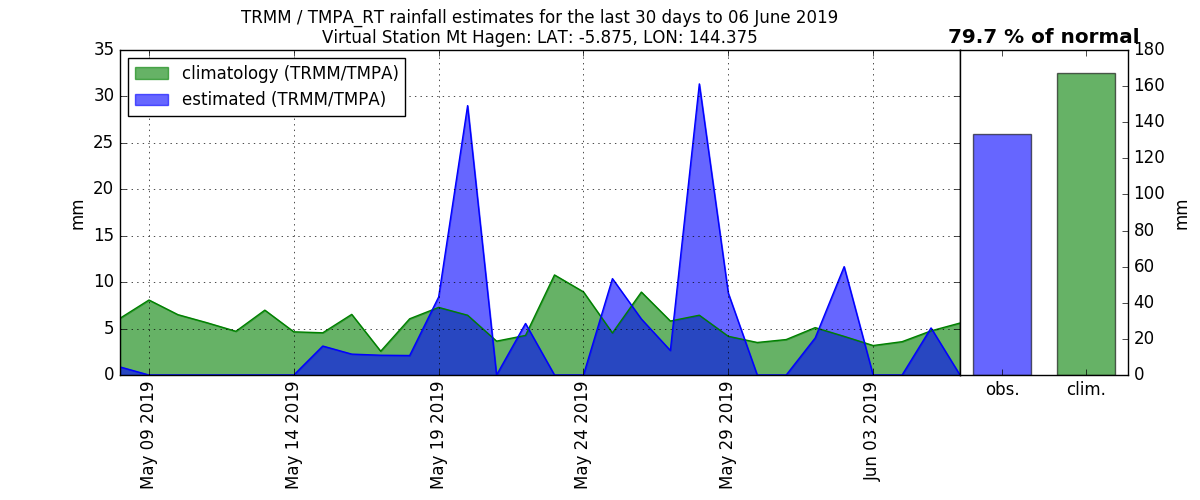 TRMM / TMPA_RT rainfall estimates for the last 30 days to 06 June 2019
Virtual Station Mt Hagen: LAT: -5.875, LON: 144.375
79.7 % of normal
climatology (TRMM/TMPA)
estimated (TRMM/TMPA)
mm
35
30
25
20
15
10
5
0
May 09 2019
May 14 2019
May 19 2019
May 24 2019
May 29 2019
Jun 03 2019
obs.
clim.
180
160
140
120
100
80
60
40
20
0
mm